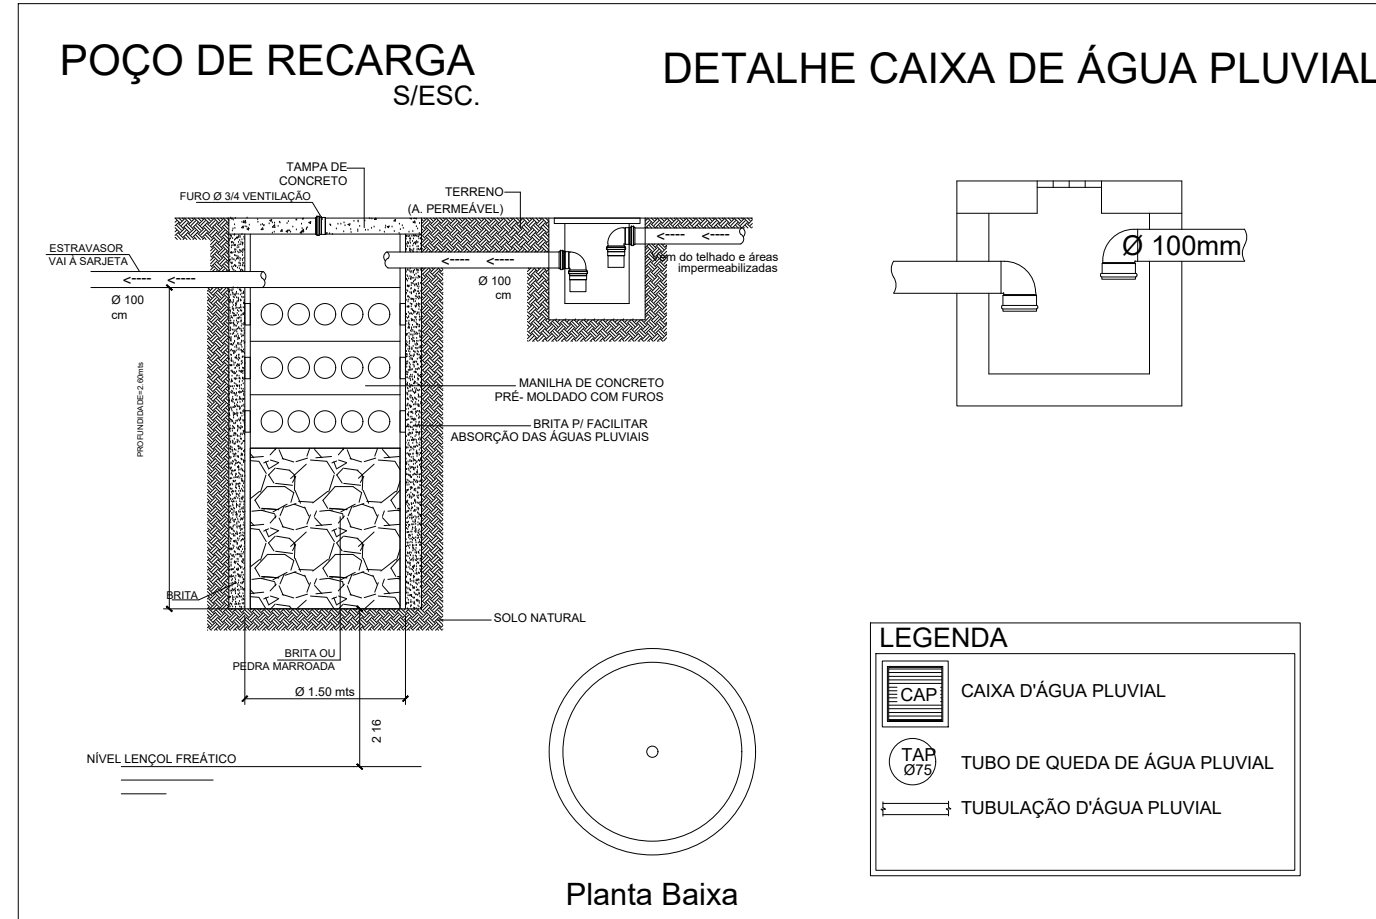 POÇO DE RECARGA
S/ESC.
DETALHE CAIXA DE ÁGUA PLUVIAL
TAMPA DE
CONCRETO
FURO Ø 3/4 VENTILAÇÃO
TERRENO
(A. PERMEÁVEL)
ESTRAVASOR
VAI À SARJETA
Ø 100
cm
Ø 100
cm
Vem do telhado e áreas
impermeabilizadas
Ø 100mm
PROFUNDIDADE=2.60mts
MANILHA DE CONCRETO
PRÉ- MOLDADO COM FUROS
BRITA P/ FACILITAR
ABSORÇÃO DAS ÁGUAS PLUVIAIS
BRITA
SOLO NATURAL
BRITA OU
PEDRA MARROADA
Ø 1.50 mts
2 16
NÍVEL LENÇOL FREÁTICO
Planta Baixa
LEGENDA
CAP
CAIXA D'ÁGUA PLUVIAL
TAP
Ø75
TUBO DE QUEDA DE ÁGUA PLUVIAL
TUBULAÇÃO D'ÁGUA PLUVIAL